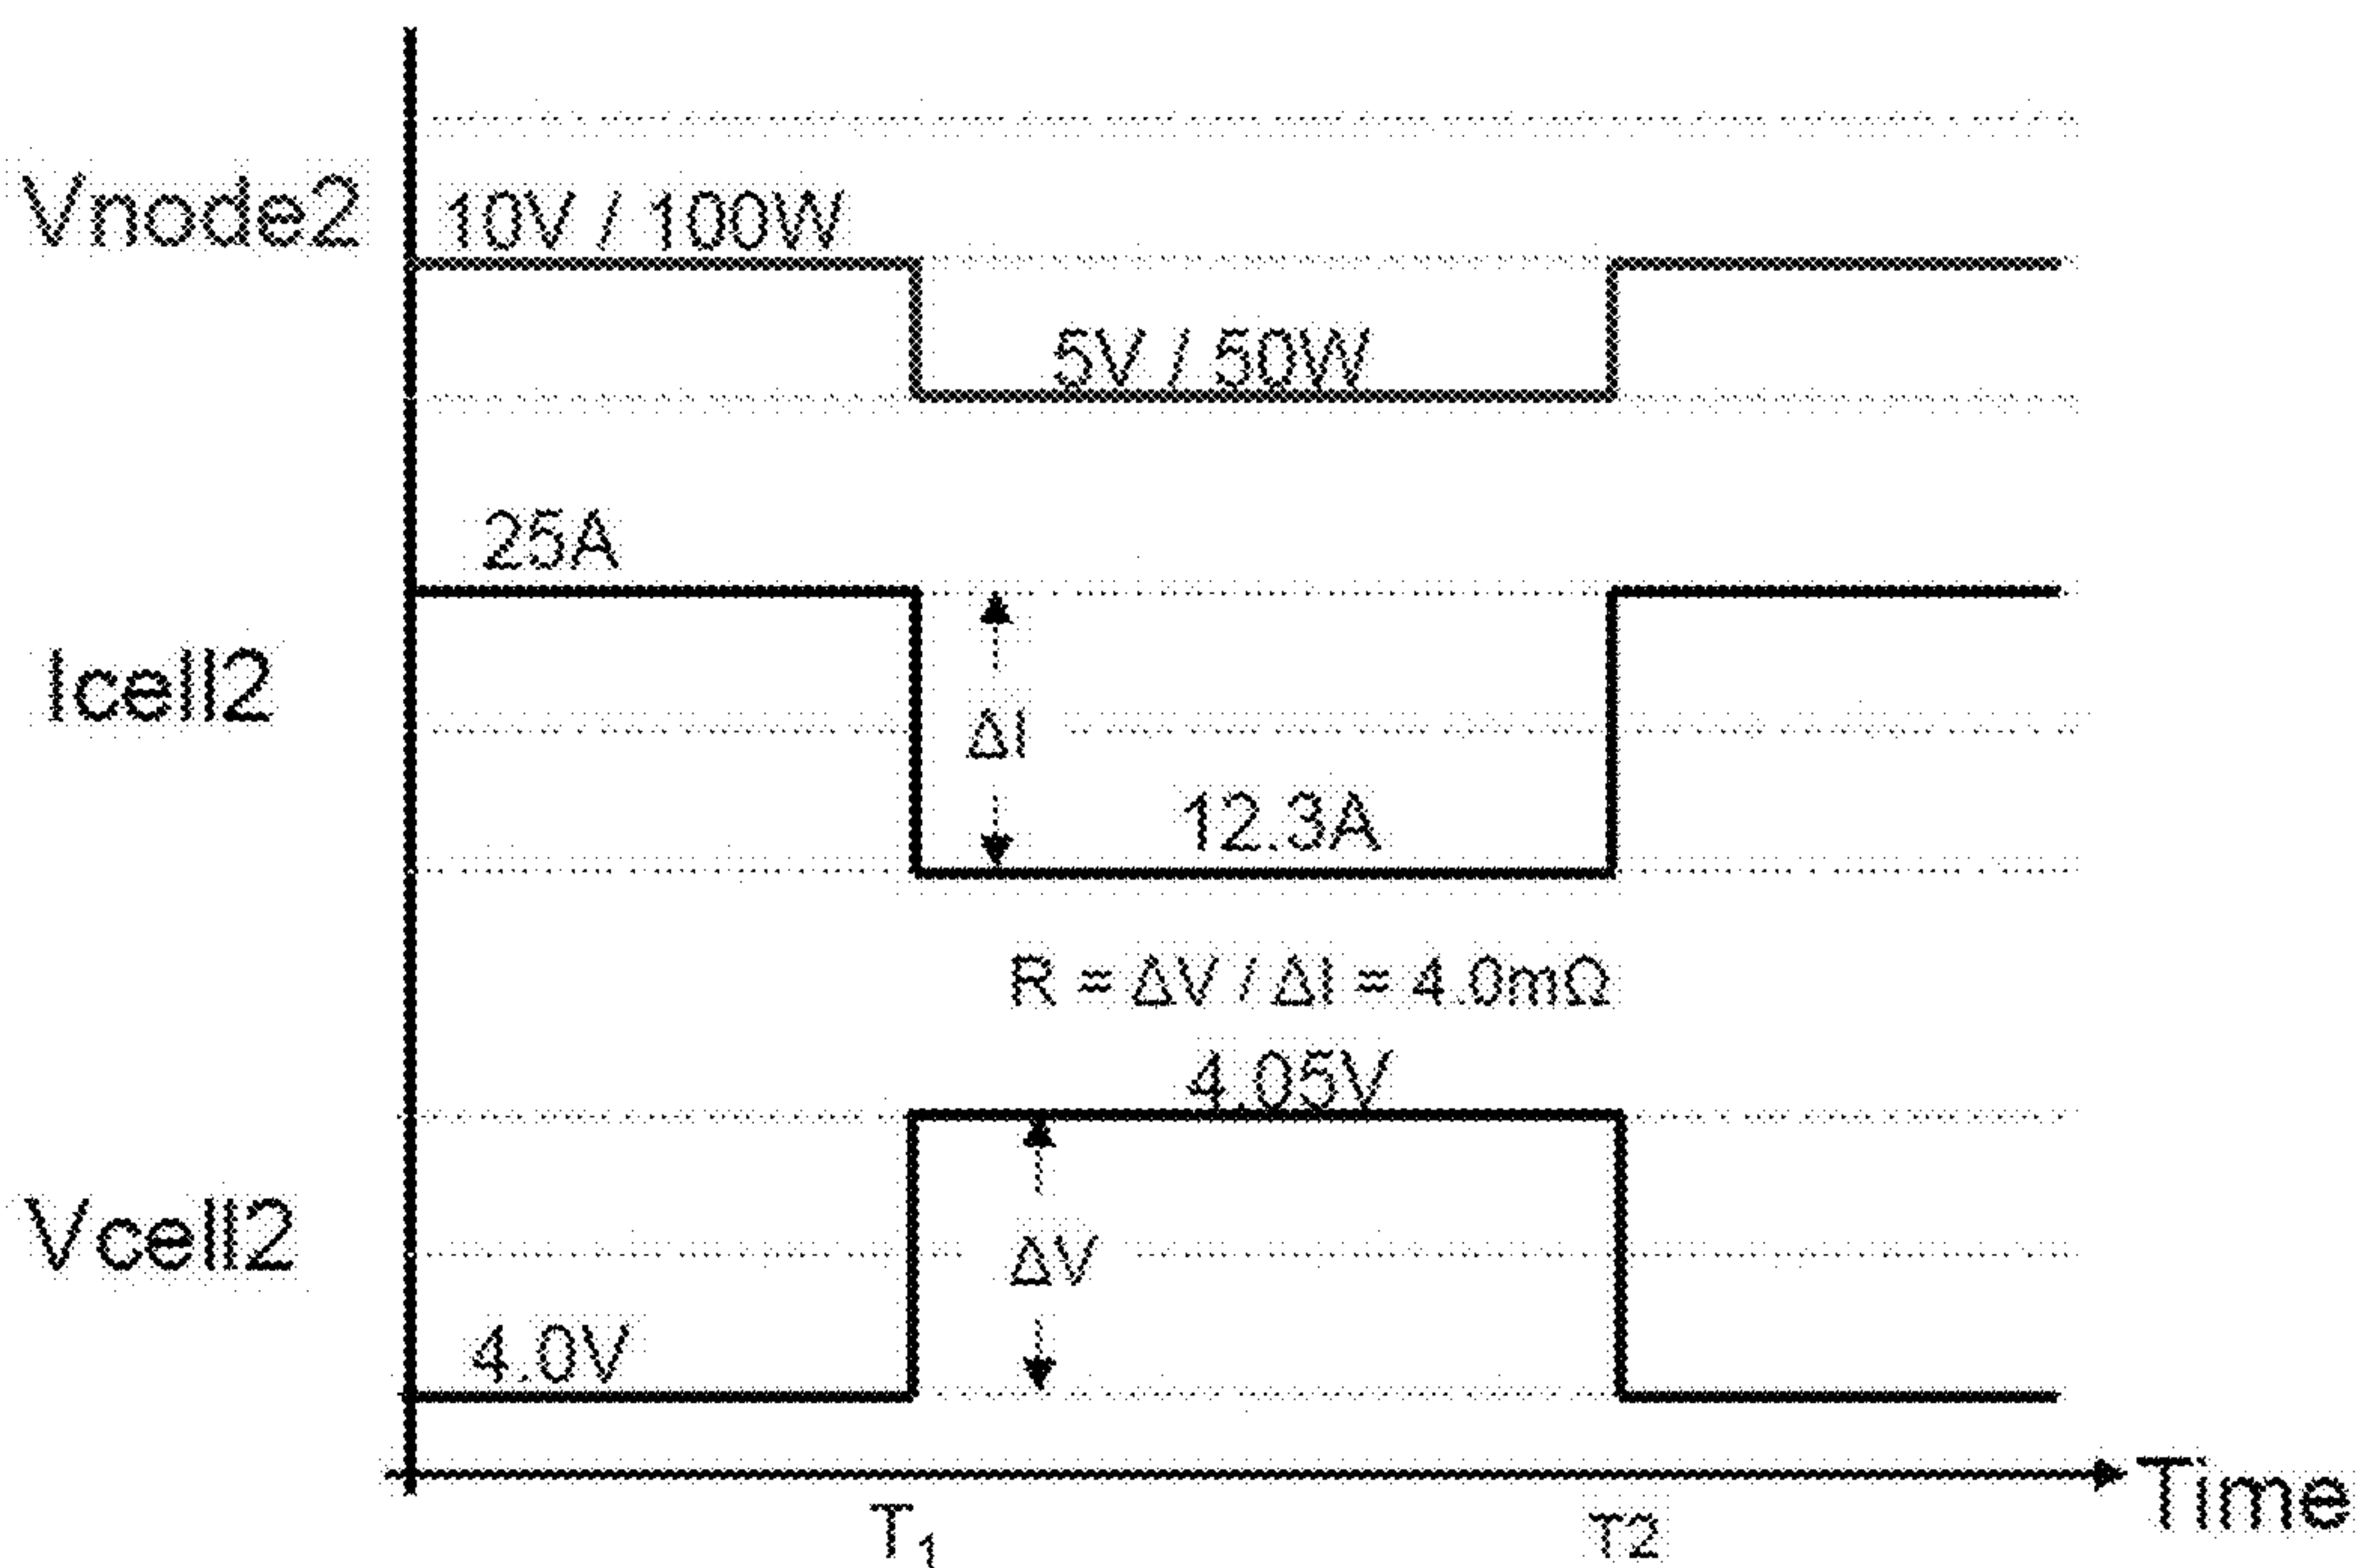 Vnode2
10V / 100W
5V / 50W
25A
Icell2
ΔI
12.3A
R = ΔV / ΔI = 4.0mΩ
4.05V
Vcell2
ΔV
4.0V
Time
T1
T2